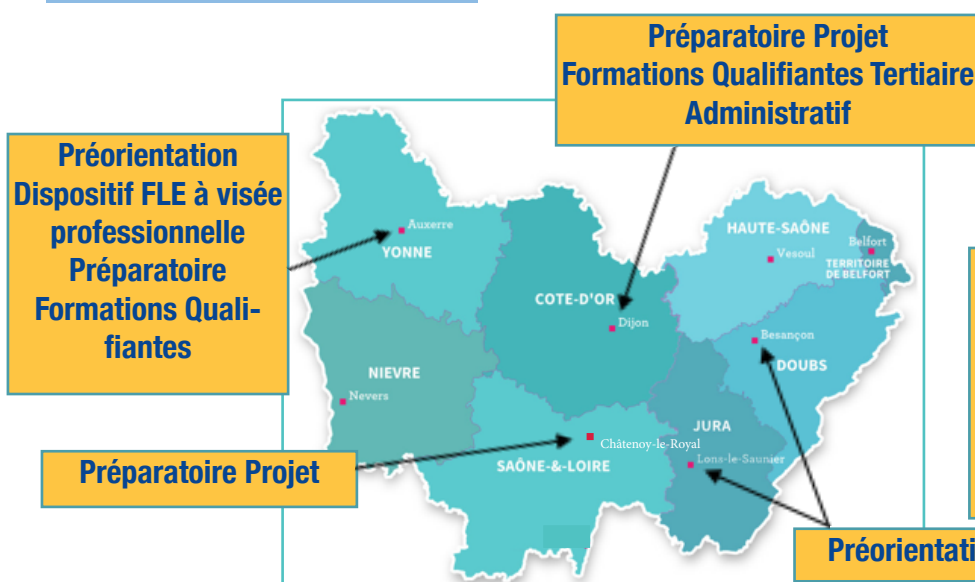 Préparatoire Projet
Formations Qualifiantes Tertiaire
Administratif
Préorientation
Dispositif FLE à visée
professionnelle
Préparatoire
Formations Quali-
fiantes
Auxerre
YONNE
HAUTE-SAÔNE
Vesoul
Belfort
TERRITOIRE
DE BELFORT
COTE-D'OR
Dijon
Besançon
DOUBS
NIEVRE
Nevers
JURA
Châtenoy-le-Royal
Lons-le-Saunier
SAÔNE-&-LOIRE
Préparatoire Projet
Préorientati